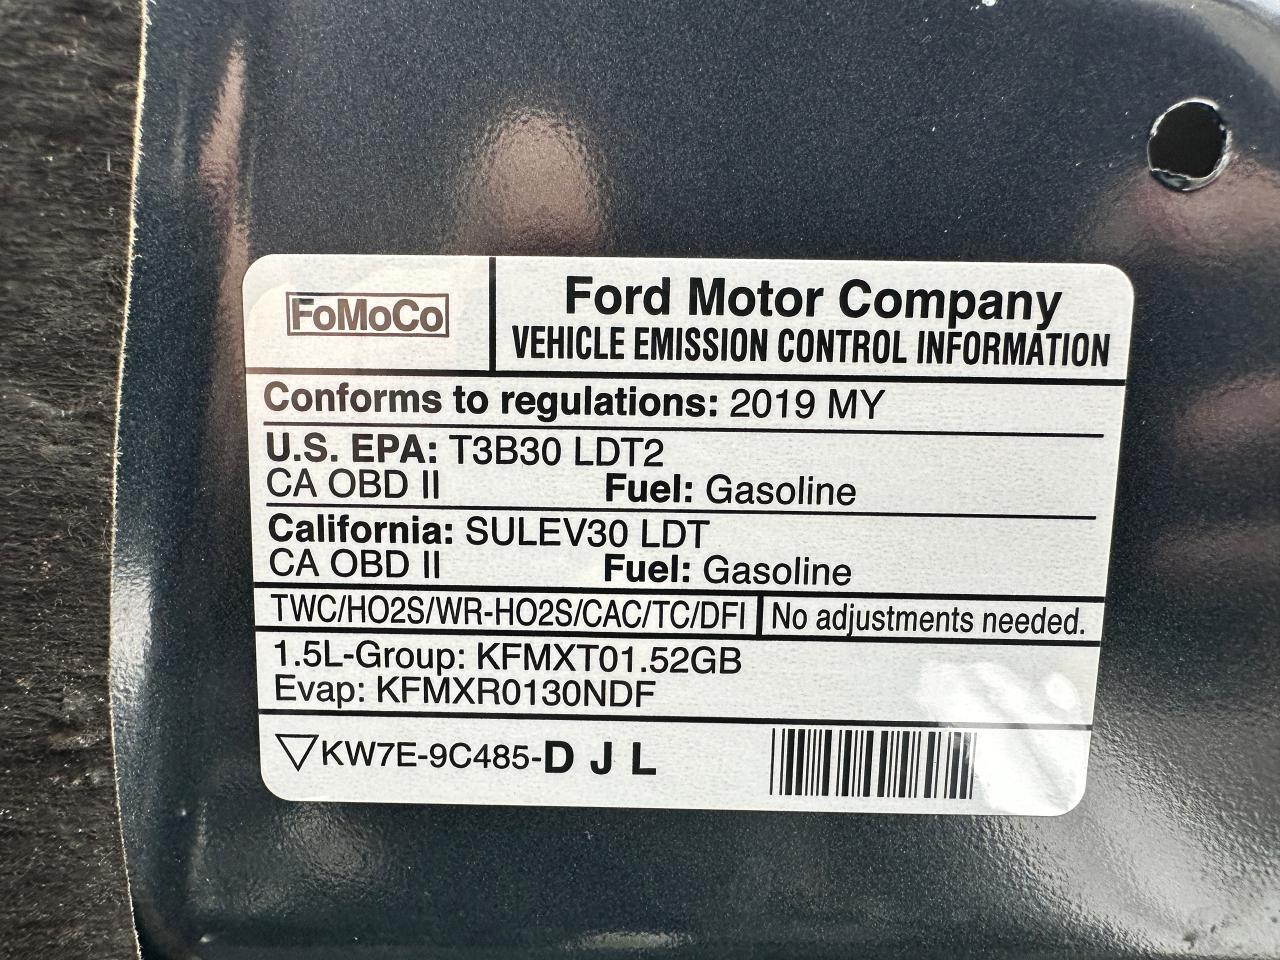 FoMoCo
Ford Motor Company
VEHICLE EMISSION CONTROL INFORMATION
Conforms to regulations: 2019 MY
U.S. EPA: T3B30 LDT2
CA OBD II Fuel: Gasoline
California: SULEV30 LDT
CA OBD II Fuel: Gasoline
TWC/HO2S/WR-HO2S/CAC/TC/DFI No adjustments needed.
1.5L-Group: KFMXT01.52GB
Evap: KFMXR0130NDF
▽KW7E-9C485-D J L